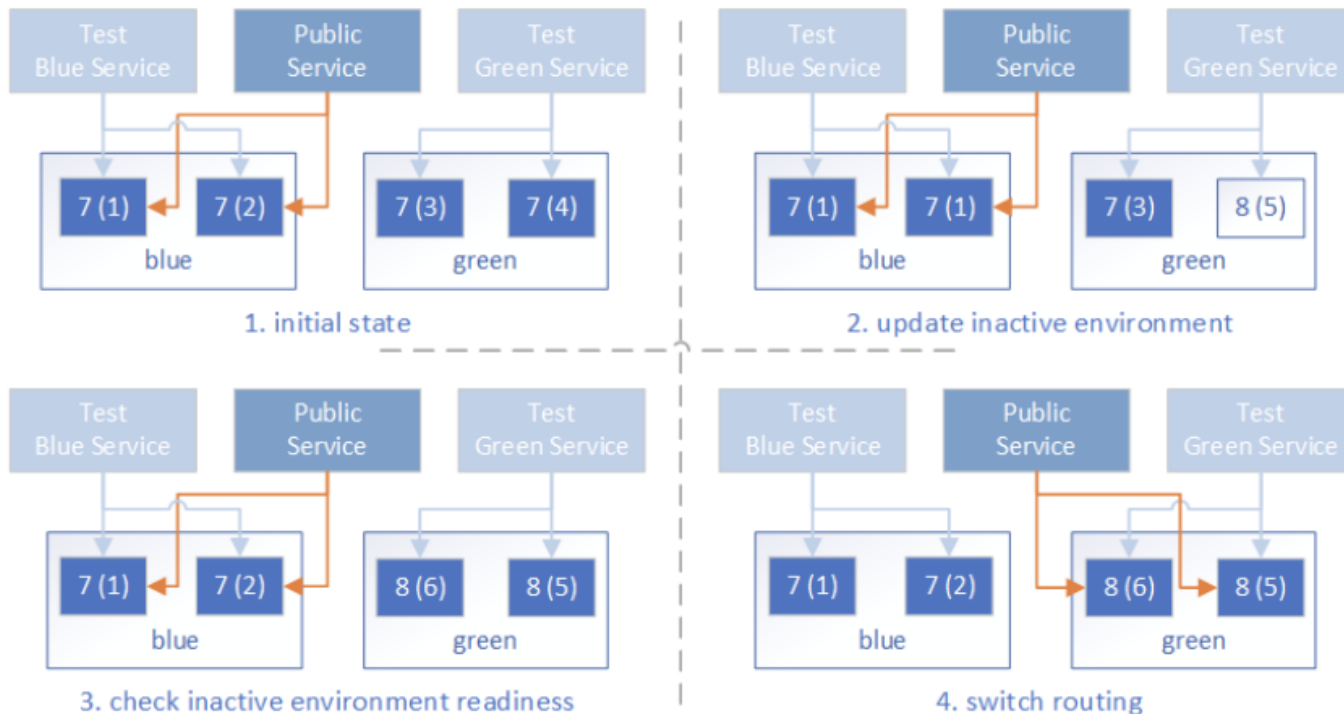 Test
Blue Service
Public
Service
Test
Green Service
7 (1)
7 (2)
7 (3)
7 (4)
blue
green
1. initial state
Test
Blue Service
Public
Service
Test
Green Service
7 (1)
7 (1)
7 (3)
8 (5)
blue
green
2. update inactive environment
Test
Blue Service
Public
Service
Test
Green Service
7 (1)
7 (2)
8 (6)
8 (5)
blue
green
3. check inactive environment readiness
Test
Blue Service
Public
Service
Test
Green Service
7 (1)
7 (2)
8 (6)
8 (5)
blue
green
4. switch routing